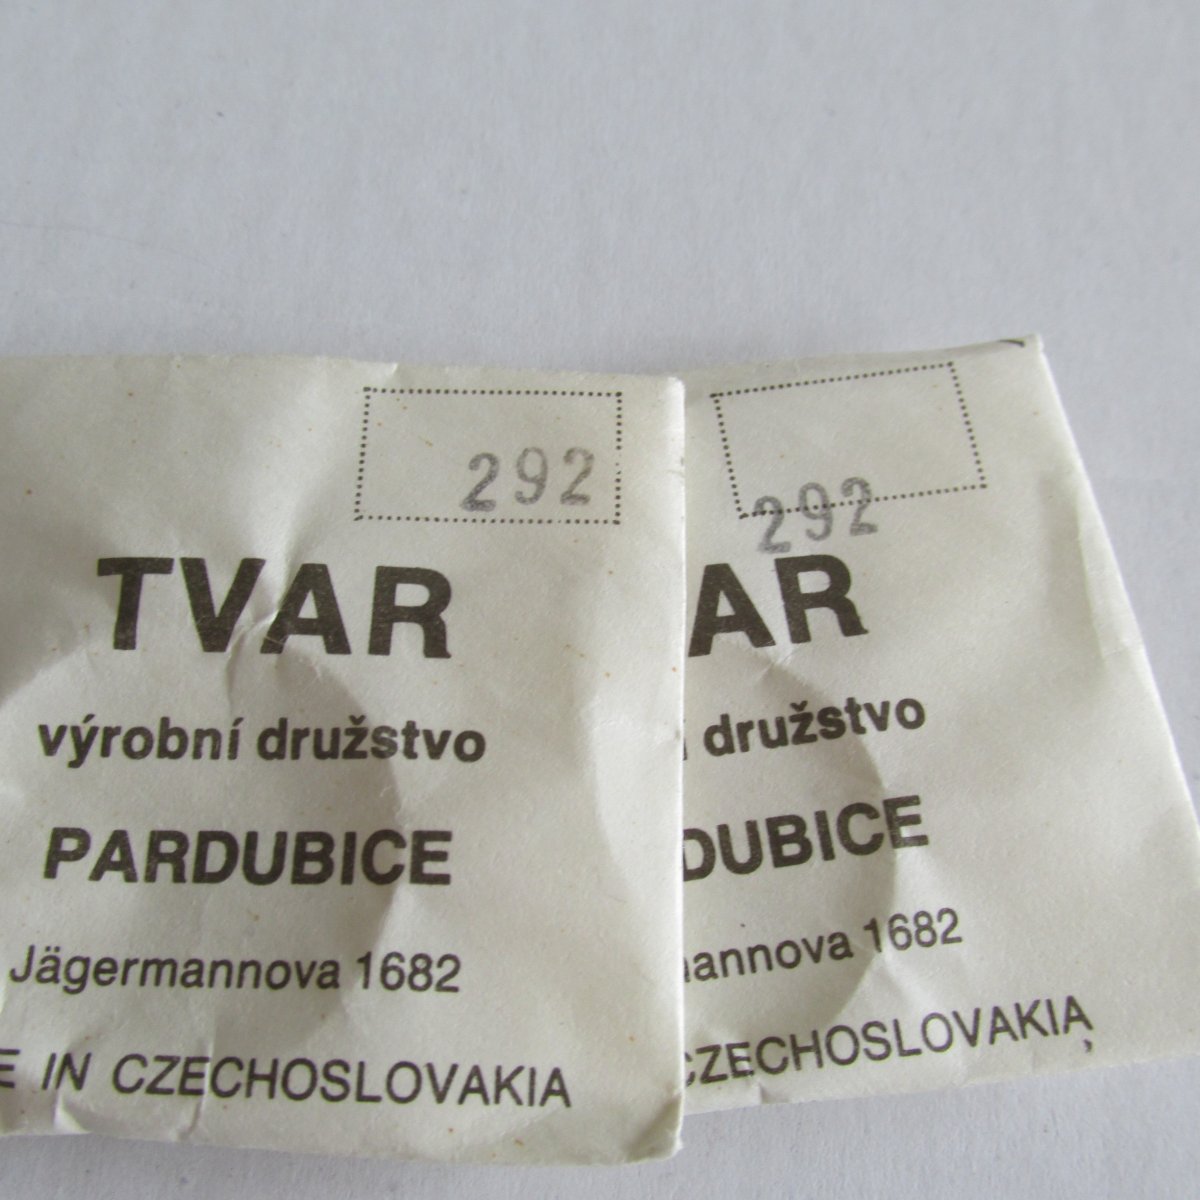 292
TVAR
výrobní družstvo
PARDUBICE
Jägermannova 1682
E IN CZECHOSLOVAKIA
292
AR
družstvo
DUBICE
mannova 1682
CZECHOSLOVAKIA